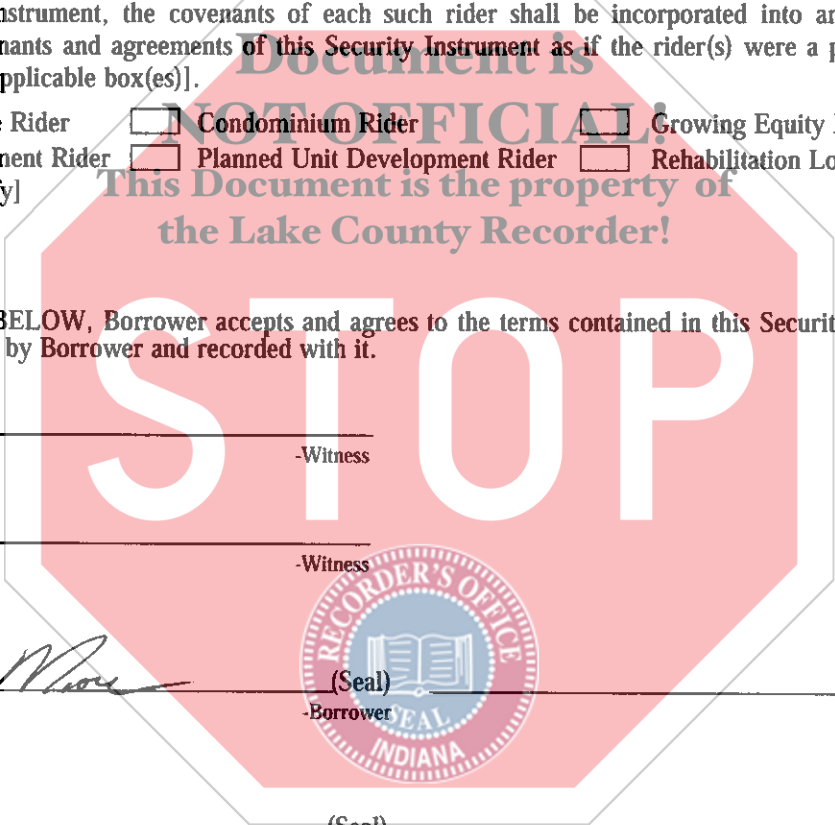 nstrument, the covenants of each such rider shall be incorporated into
nants and agreements of this Security Instrument as if the rider(s) were a
pplicable box(es)].
Document is
NOT OFFICIAL!
This Document is the property of
the Lake County Recorder!
Rider Condominium Rider Growing Equity
ment Rider Planned Unit Development Rider Rehabilitation Lo
y]
BELOW, Borrower accepts and agrees to the terms contained in this Securit
by Borrower and recorded with it.
STOP
-Witness
-Witness
(Seal)
-Borrower
RECORDER'S OFFICE
SEAL
INDIANA
(Seal)